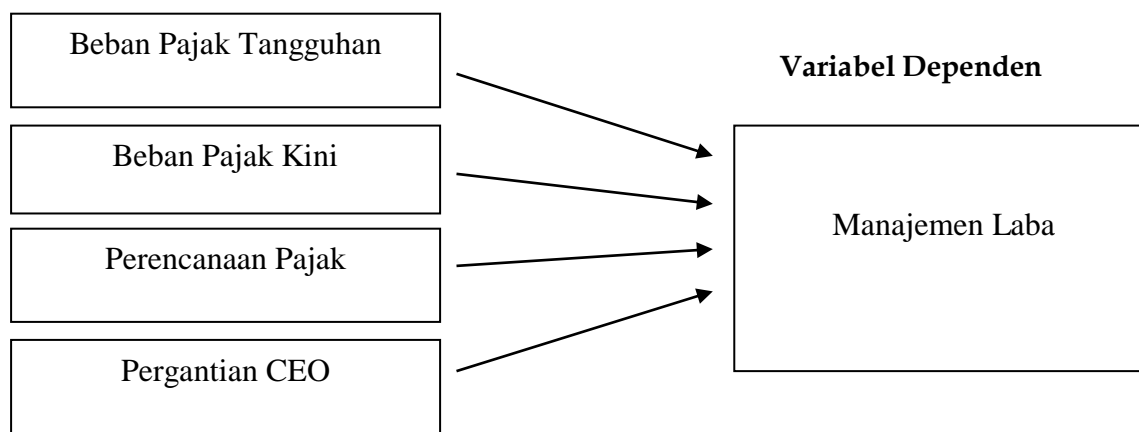 Beban Pajak Tangguhan
Beban Pajak Kini
Perencanaan Pajak
Pergantian CEO
Variabel Dependen
Manajemen Laba